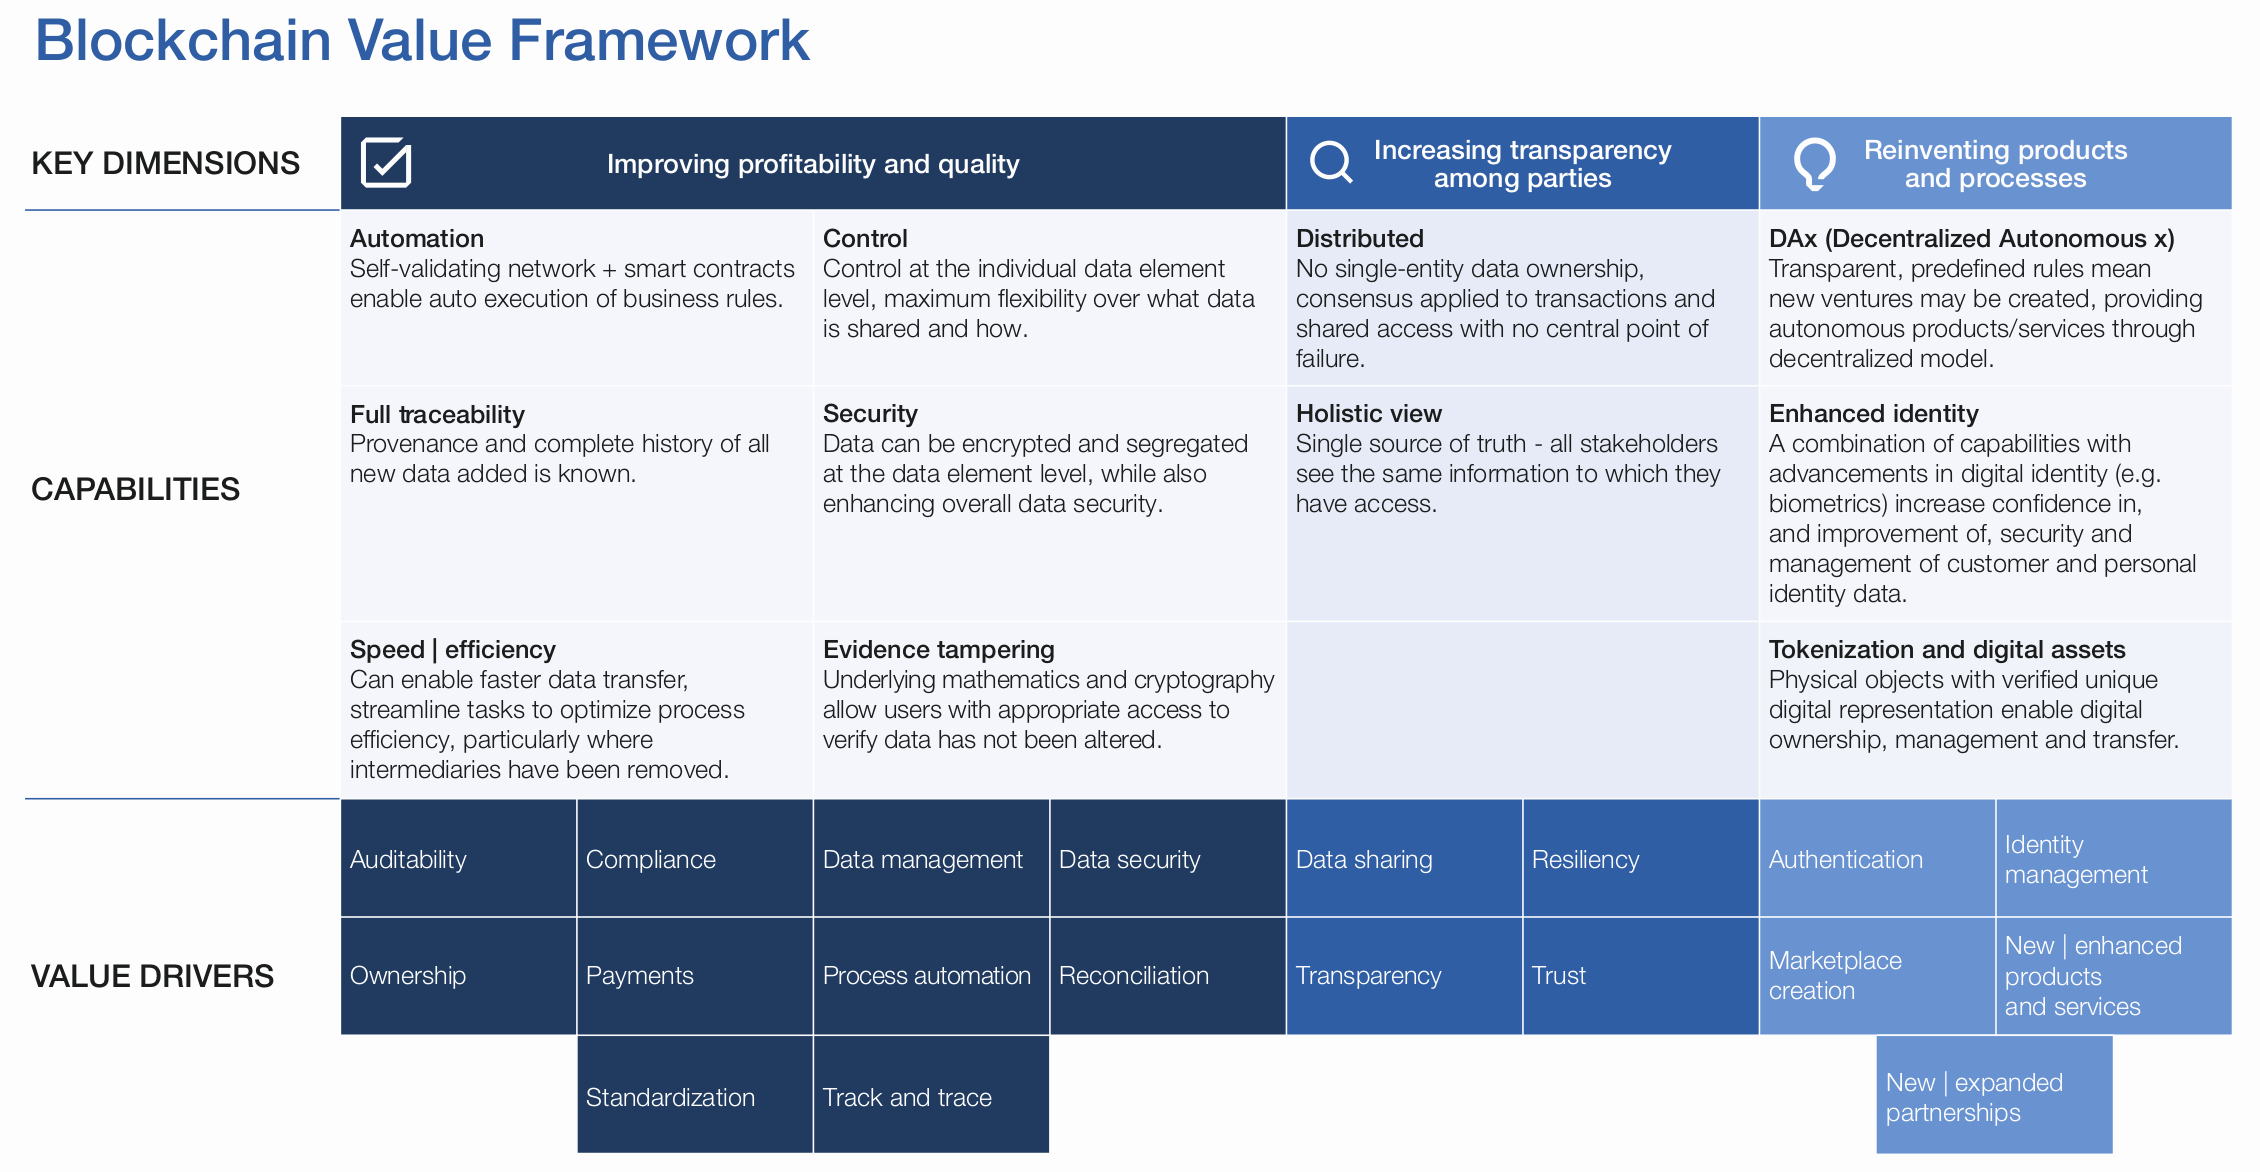 Blockchain Value Framework
KEY DIMENSIONS
Improving profitability and quality
Increasing transparency
among parties
Reinventing products
and processes
CAPABILITIES
Automation
Self-validating network + smart contracts
enable auto execution of business rules.
Control
Control at the individual data element
level, maximum flexibility over what data
is shared and how.
Distributed
No single-entity data ownership,
consensus applied to transactions and
shared access with no central point of
failure.
DAx (Decentralized Autonomous x)
Transparent, predefined rules mean
new ventures may be created, providing
autonomous products/services through
decentralized model.
Full traceability
Provenance and complete history of all
new data added is known.
Security
Data can be encrypted and segregated
at the data element level, while also
enhancing overall data security.
Holistic view
Single source of truth - all stakeholders
see the same information to which they
have access.
Enhanced identity
A combination of capabilities with
advancements in digital identity (e.g.
biometrics) increase confidence in,
and improvement of, security and
management of customer and personal
identity data.
Speed | efficiency
Can enable faster data transfer,
streamline tasks to optimize process
efficiency, particularly where
intermediaries have been removed.
Evidence tampering
Underlying mathematics and cryptography
allow users with appropriate access to
verify data has not been altered.
Tokenization and digital assets
Physical objects with verified unique
digital representation enable digital
ownership, management and transfer.
VALUE DRIVERS
Auditability
Compliance
Data management
Data security
Data sharing
Resiliency
Authentication
Identity
management
Ownership
Payments
Process automation
Reconciliation
Transparency
Trust
Marketplace
creation
New | enhanced
products
and services
Standardization
Track and trace
New | expanded
partnerships